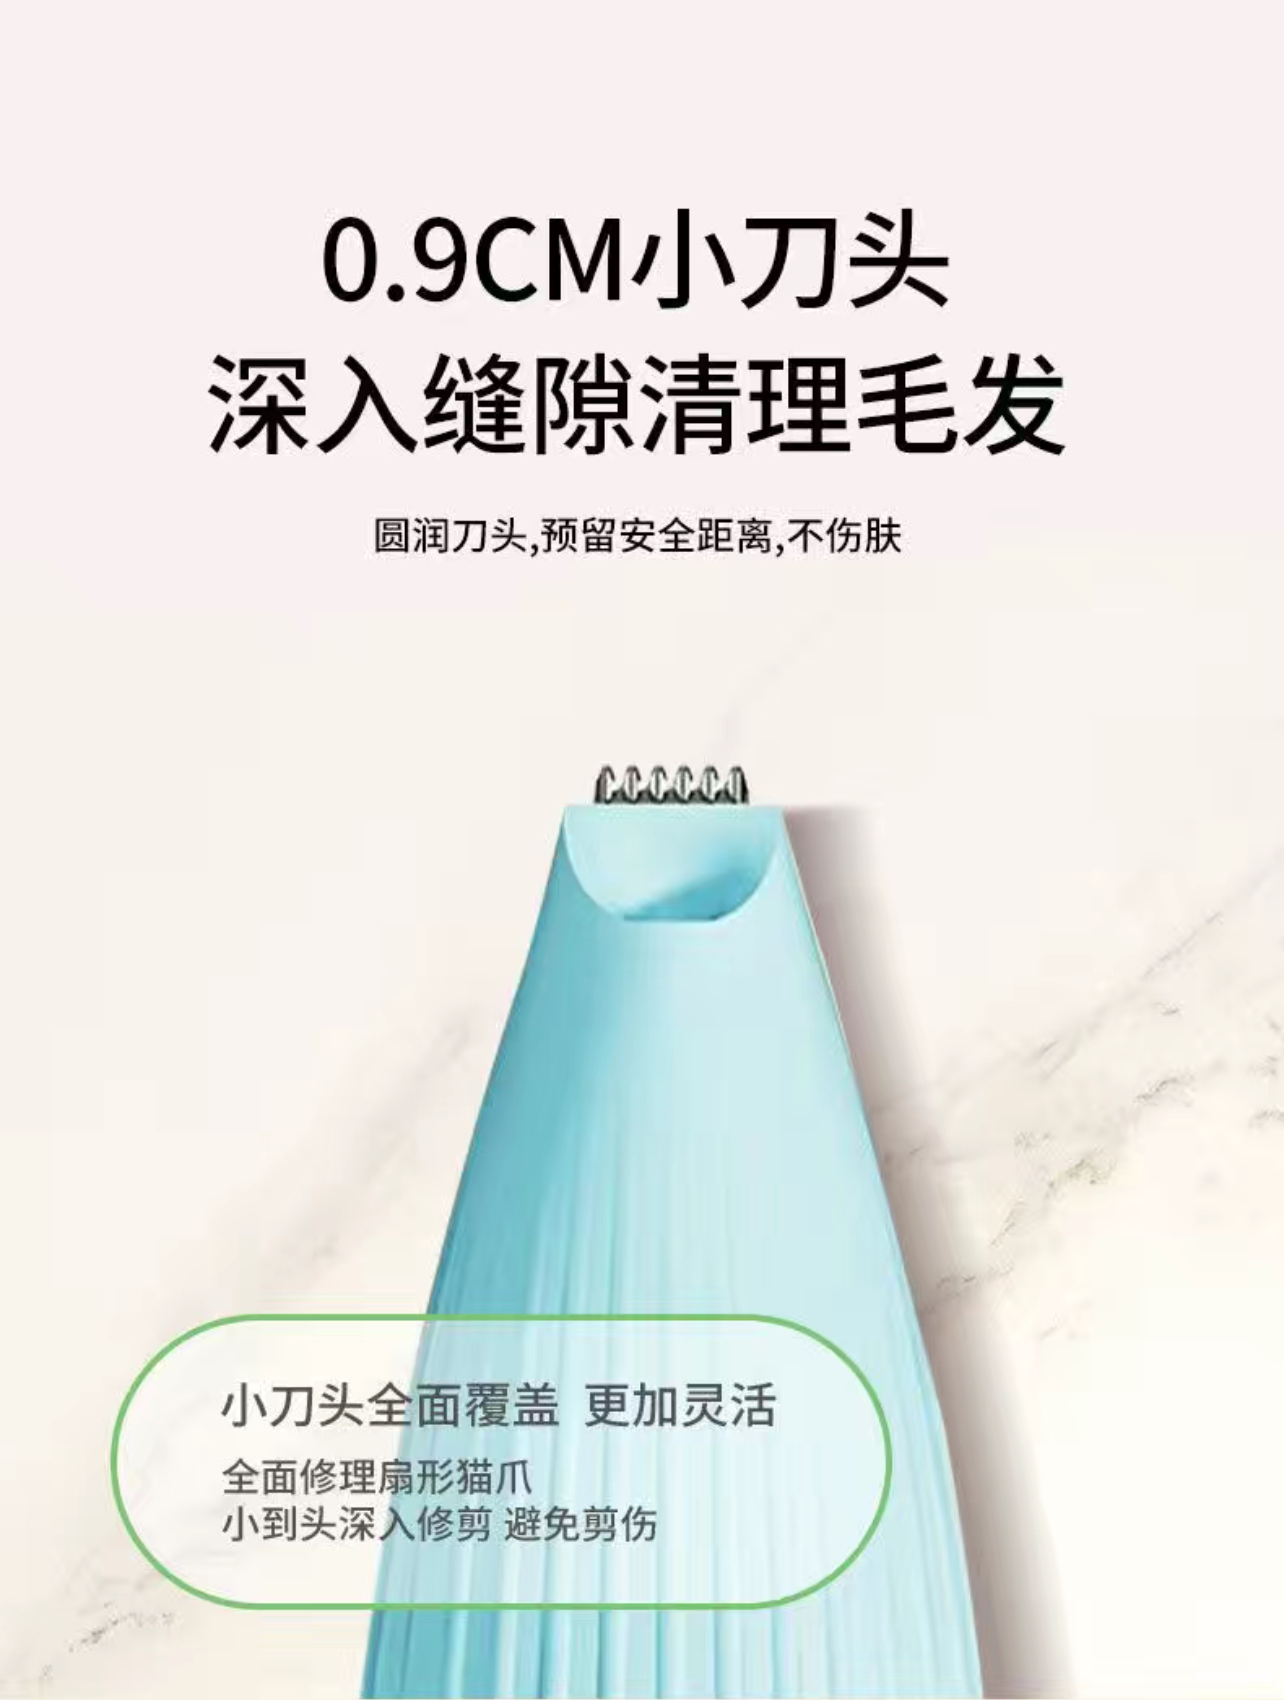 0.9CM小刀头
深入缝隙清理毛发
圆润刀头,预留安全距离,不伤肤
小刀头全面覆盖 更加灵活
全面修理扇形猫爪
小到头深入修剪 避免剪伤